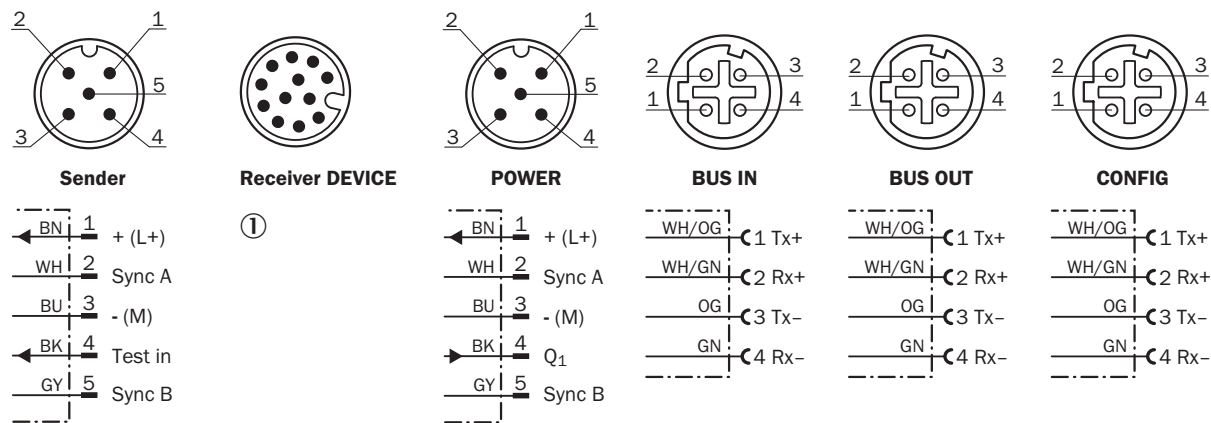 2 1
5
3 4
Sender
BN 1 + (L+)
WH 2 Sync A
BU 3 - (M)
BK 4 Test in
GY 5 Sync B
Receiver DEVICE
①
2 1
5
3 4
POWER
BN 1 + (L+)
WH 2 Sync A
BU 3 - (M)
BK 4 Q1
GY 5 Sync B
2 3
1 4
BUS IN
WH/OG 1 Tx+
WH/GN 2 Rx+
OG 3 Tx–
GN 4 Rx–
2 3
1 4
BUS OUT
WH/OG 1 Tx+
WH/GN 2 Rx+
OG 3 Tx–
GN 4 Rx–
2 3
1 4
CONFIG
WH/OG 1 Tx+
WH/GN 2 Rx+
OG 3 Tx–
GN 4 Rx–